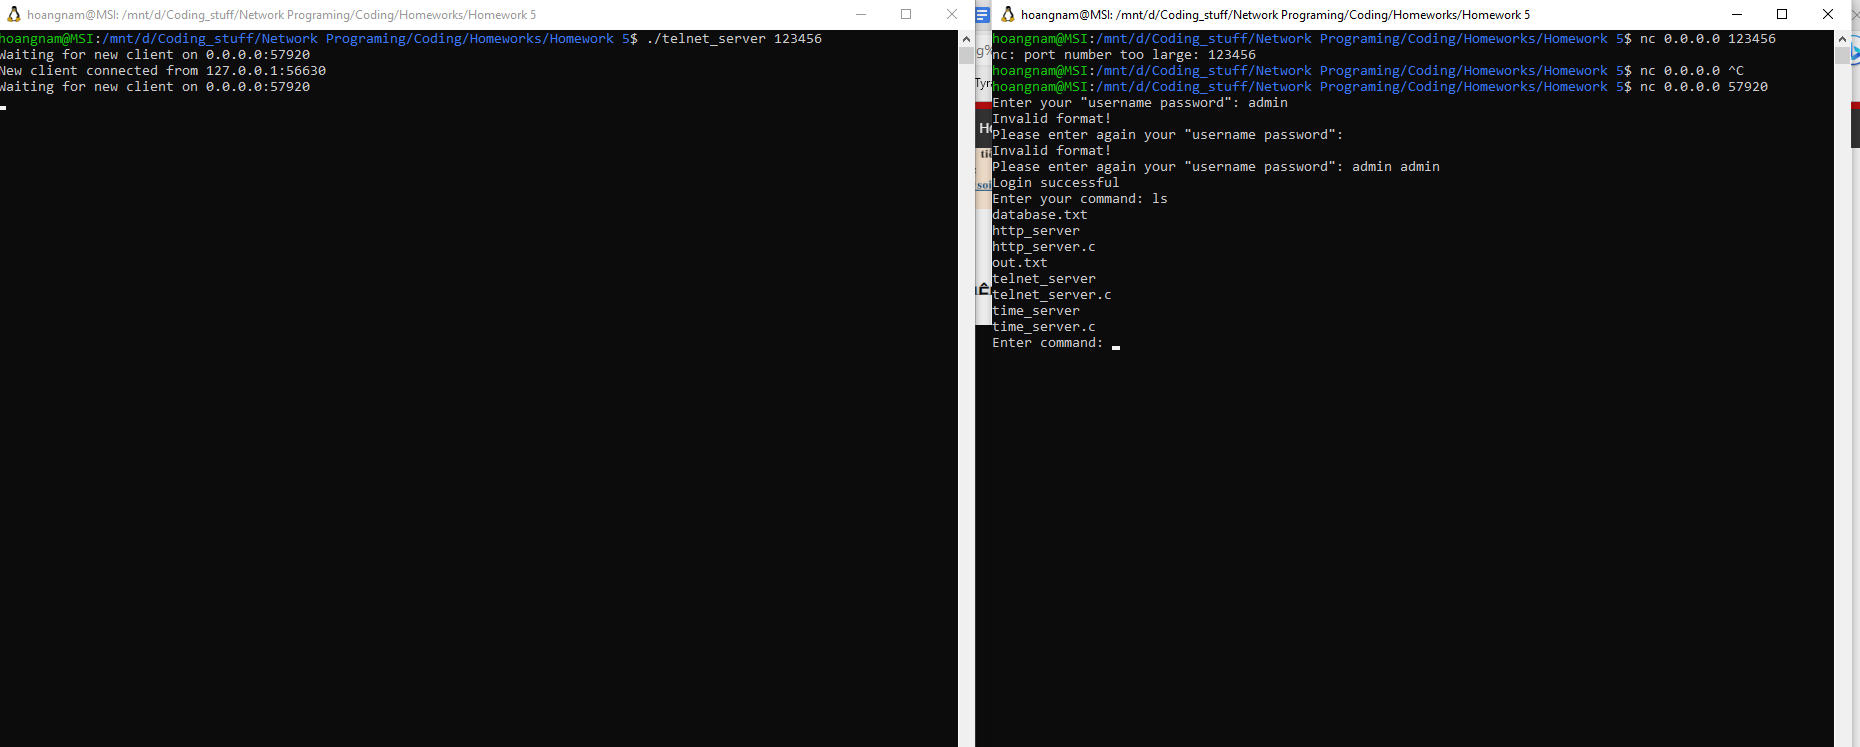 hoangnam@MSI: /mnt/d/Coding_stuff/Network Programing/Coding/Homeworks/Homework 5
hoangnam@MSI:/mnt/d/Coding_stuff/Network Programing/Coding/Homeworks/Homework 5$ ./telnet_server 123456
Waiting for new client on 0.0.0.0:57920
New client connected from 127.0.0.1:56630
Waiting for new client on 0.0.0.0:57920
hoangnam@MSI: /mnt/d/Coding_stuff/Network Programing/Coding/Homeworks/Homework 5
hoangnam@MSI:/mnt/d/Coding_stuff/Network Programing/Coding/Homeworks/Homework 5$ nc 0.0.0.0 123456
nc: port number too large: 123456
hoangnam@MSI:/mnt/d/Coding_stuff/Network Programing/Coding/Homeworks/Homework 5$ nc 0.0.0.0 ^C
hoangnam@MSI:/mnt/d/Coding_stuff/Network Programing/Coding/Homeworks/Homework 5$ nc 0.0.0.0 57920
Enter your "username password": admin
Invalid format!
Please enter again your "username password":
Invalid format!
Please enter again your "username password": admin admin
Login successful
Enter your command: ls
database.txt
http_server
http_server.c
out.txt
telnet_server
telnet_server.c
time_server
time_server.c
Enter command: